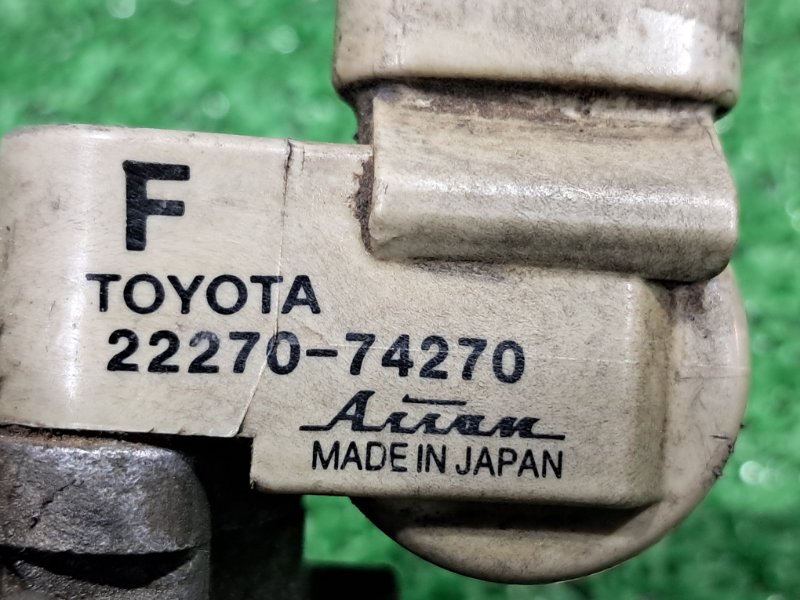 F
TOYOTA
22270-74270
Aisan
MADE IN JAPAN